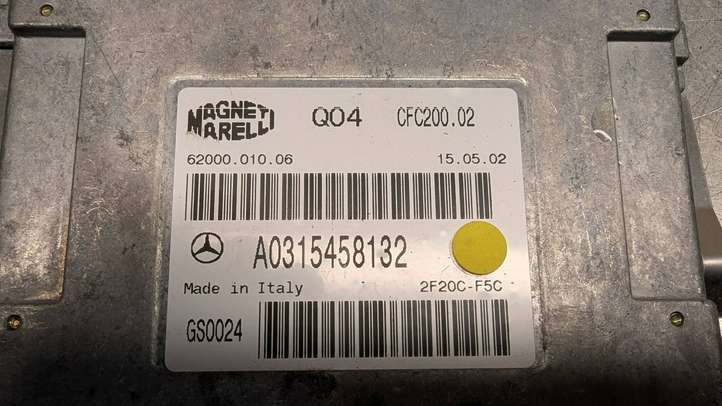 MAGNETI MARELLI Q04 CFC200.02
62000.010.06 15.05.02
A0315458132
Made in Italy 2F20C-F5C
GS0024